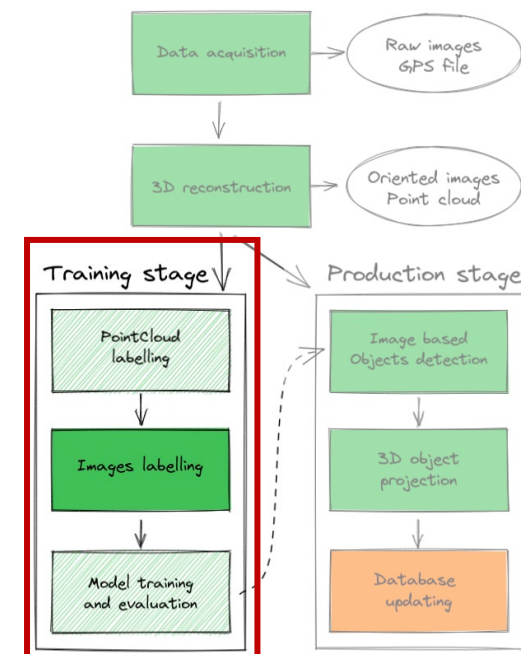 Data acquisition
Raw images
GPS file
3D reconstruction
Oriented images
Point cloud
Training stage
PointCloud
labelling
Images labelling
Model training
and evaluation
Production stage
Image based
Objects detection
3D object
projection
Database
updating